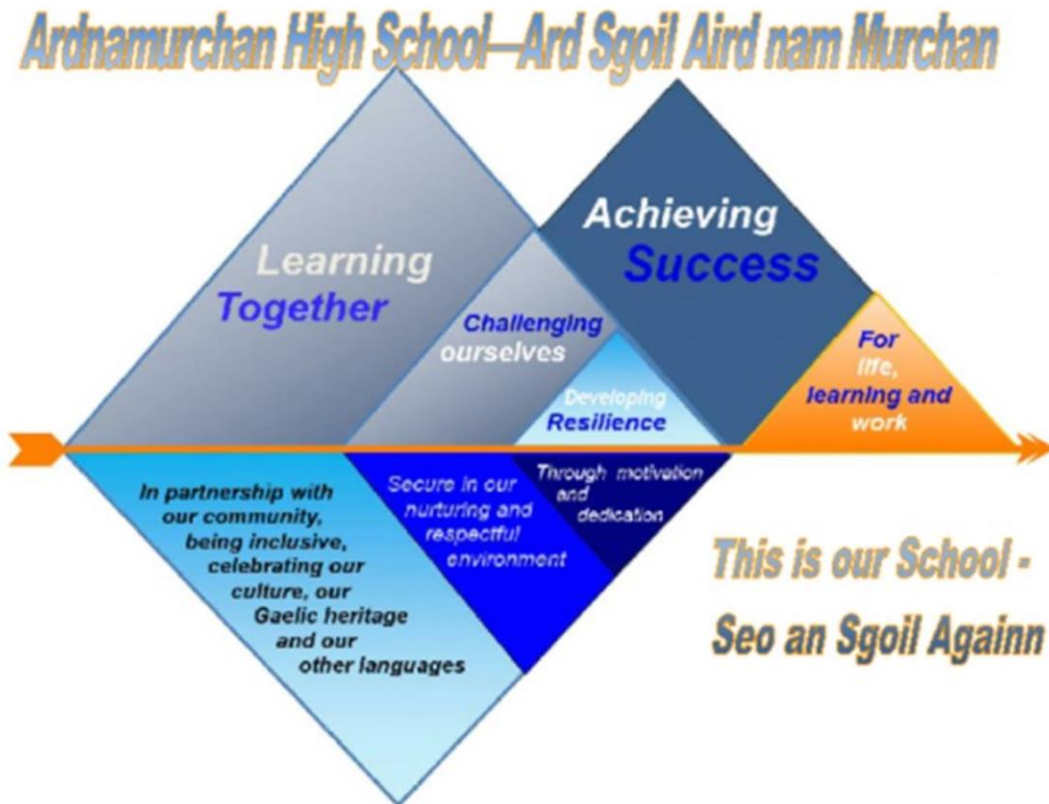 Ardnamurchan High School—Ard Sgoil Aird nam Murchan
Learning
Together
Challenging
ourselves
Developing
Resilience
Achieving
Success
For
life,
learning and
work
In partnership with
our community,
being inclusive,
celebrating our
culture, our
Gaelic heritage
and our
other languages
Secure in our
nurturing and
respectful
environment
Through motivation
and
dedication
This is our School -
Seo an Sgoil Againn